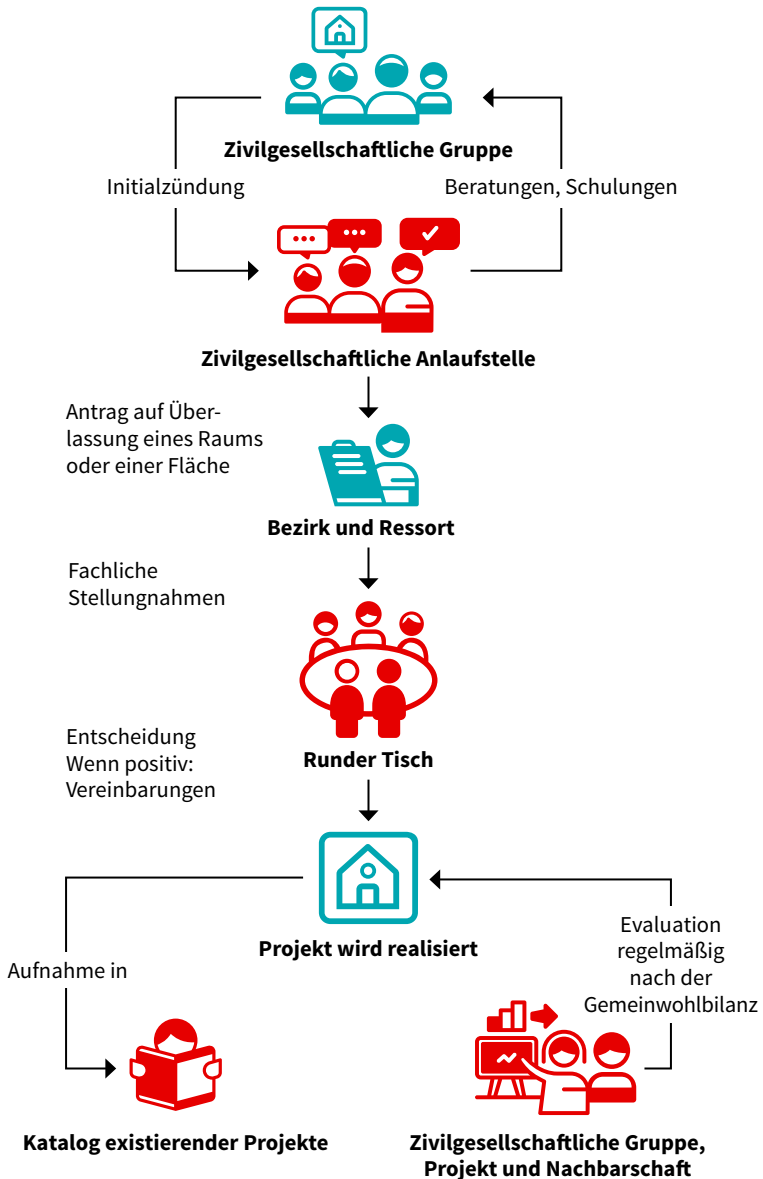 Zivilgesellschaftliche Gruppe
Initialzündung
Beratungen, Schulungen
Zivilgesellschaftliche Anlaufstelle
Antrag auf Über-
lassung eines Raums
oder einer Fläche
Bezirk und Ressort
Fachliche
Stellungnahmen
Entscheidung
Wenn positiv:
Vereinbarungen
Runder Tisch
Projekt wird realisiert
Aufnahme in
Evaluation
regelmäßig
nach der
Gemeinwohlbilanz
Katalog existierender Projekte
Zivilgesellschaftliche Gruppe,
Projekt und Nachbarschaft